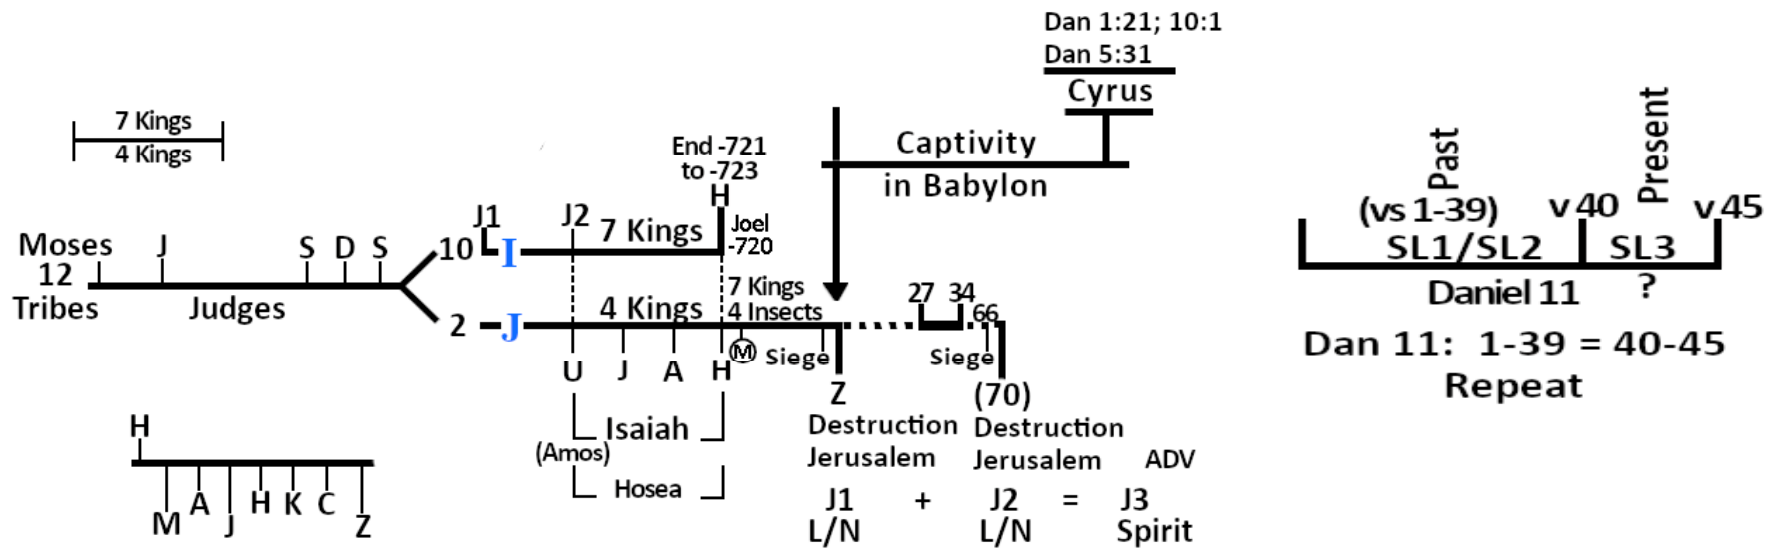 Dan 1:21; 10:1
Dan 5:31
Cyrus
Captivity
in Babylon
7 Kings
4 Kings
End -721
to -723
H
Joel
-720
J1
J2
7 Kings
10
I
Moses
12
Tribes
J
S D S
Judges
2
J
4 Kings
7 Kings
4 Insects
M
Siege
27 34
66
Siege
U J A H
Z
(70)
Isaiah
(Amos)
Hosea
Destruction
Jerusalem
Destruction
Jerusalem
ADV
J1 + J2 = J3
L/N L/N Spirit
H
M A J H K C Z
Past
Present
(vs 1-39)
v 40
v 45
SL1/SL2
SL3
Daniel 11
?
Dan 11: 1-39 = 40-45
Repeat